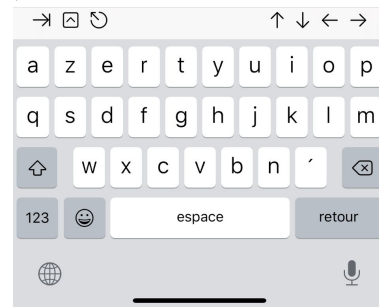 a z e r t y u i o p
q s d f g h j k l m
w x c v b n ´
123 espace retour